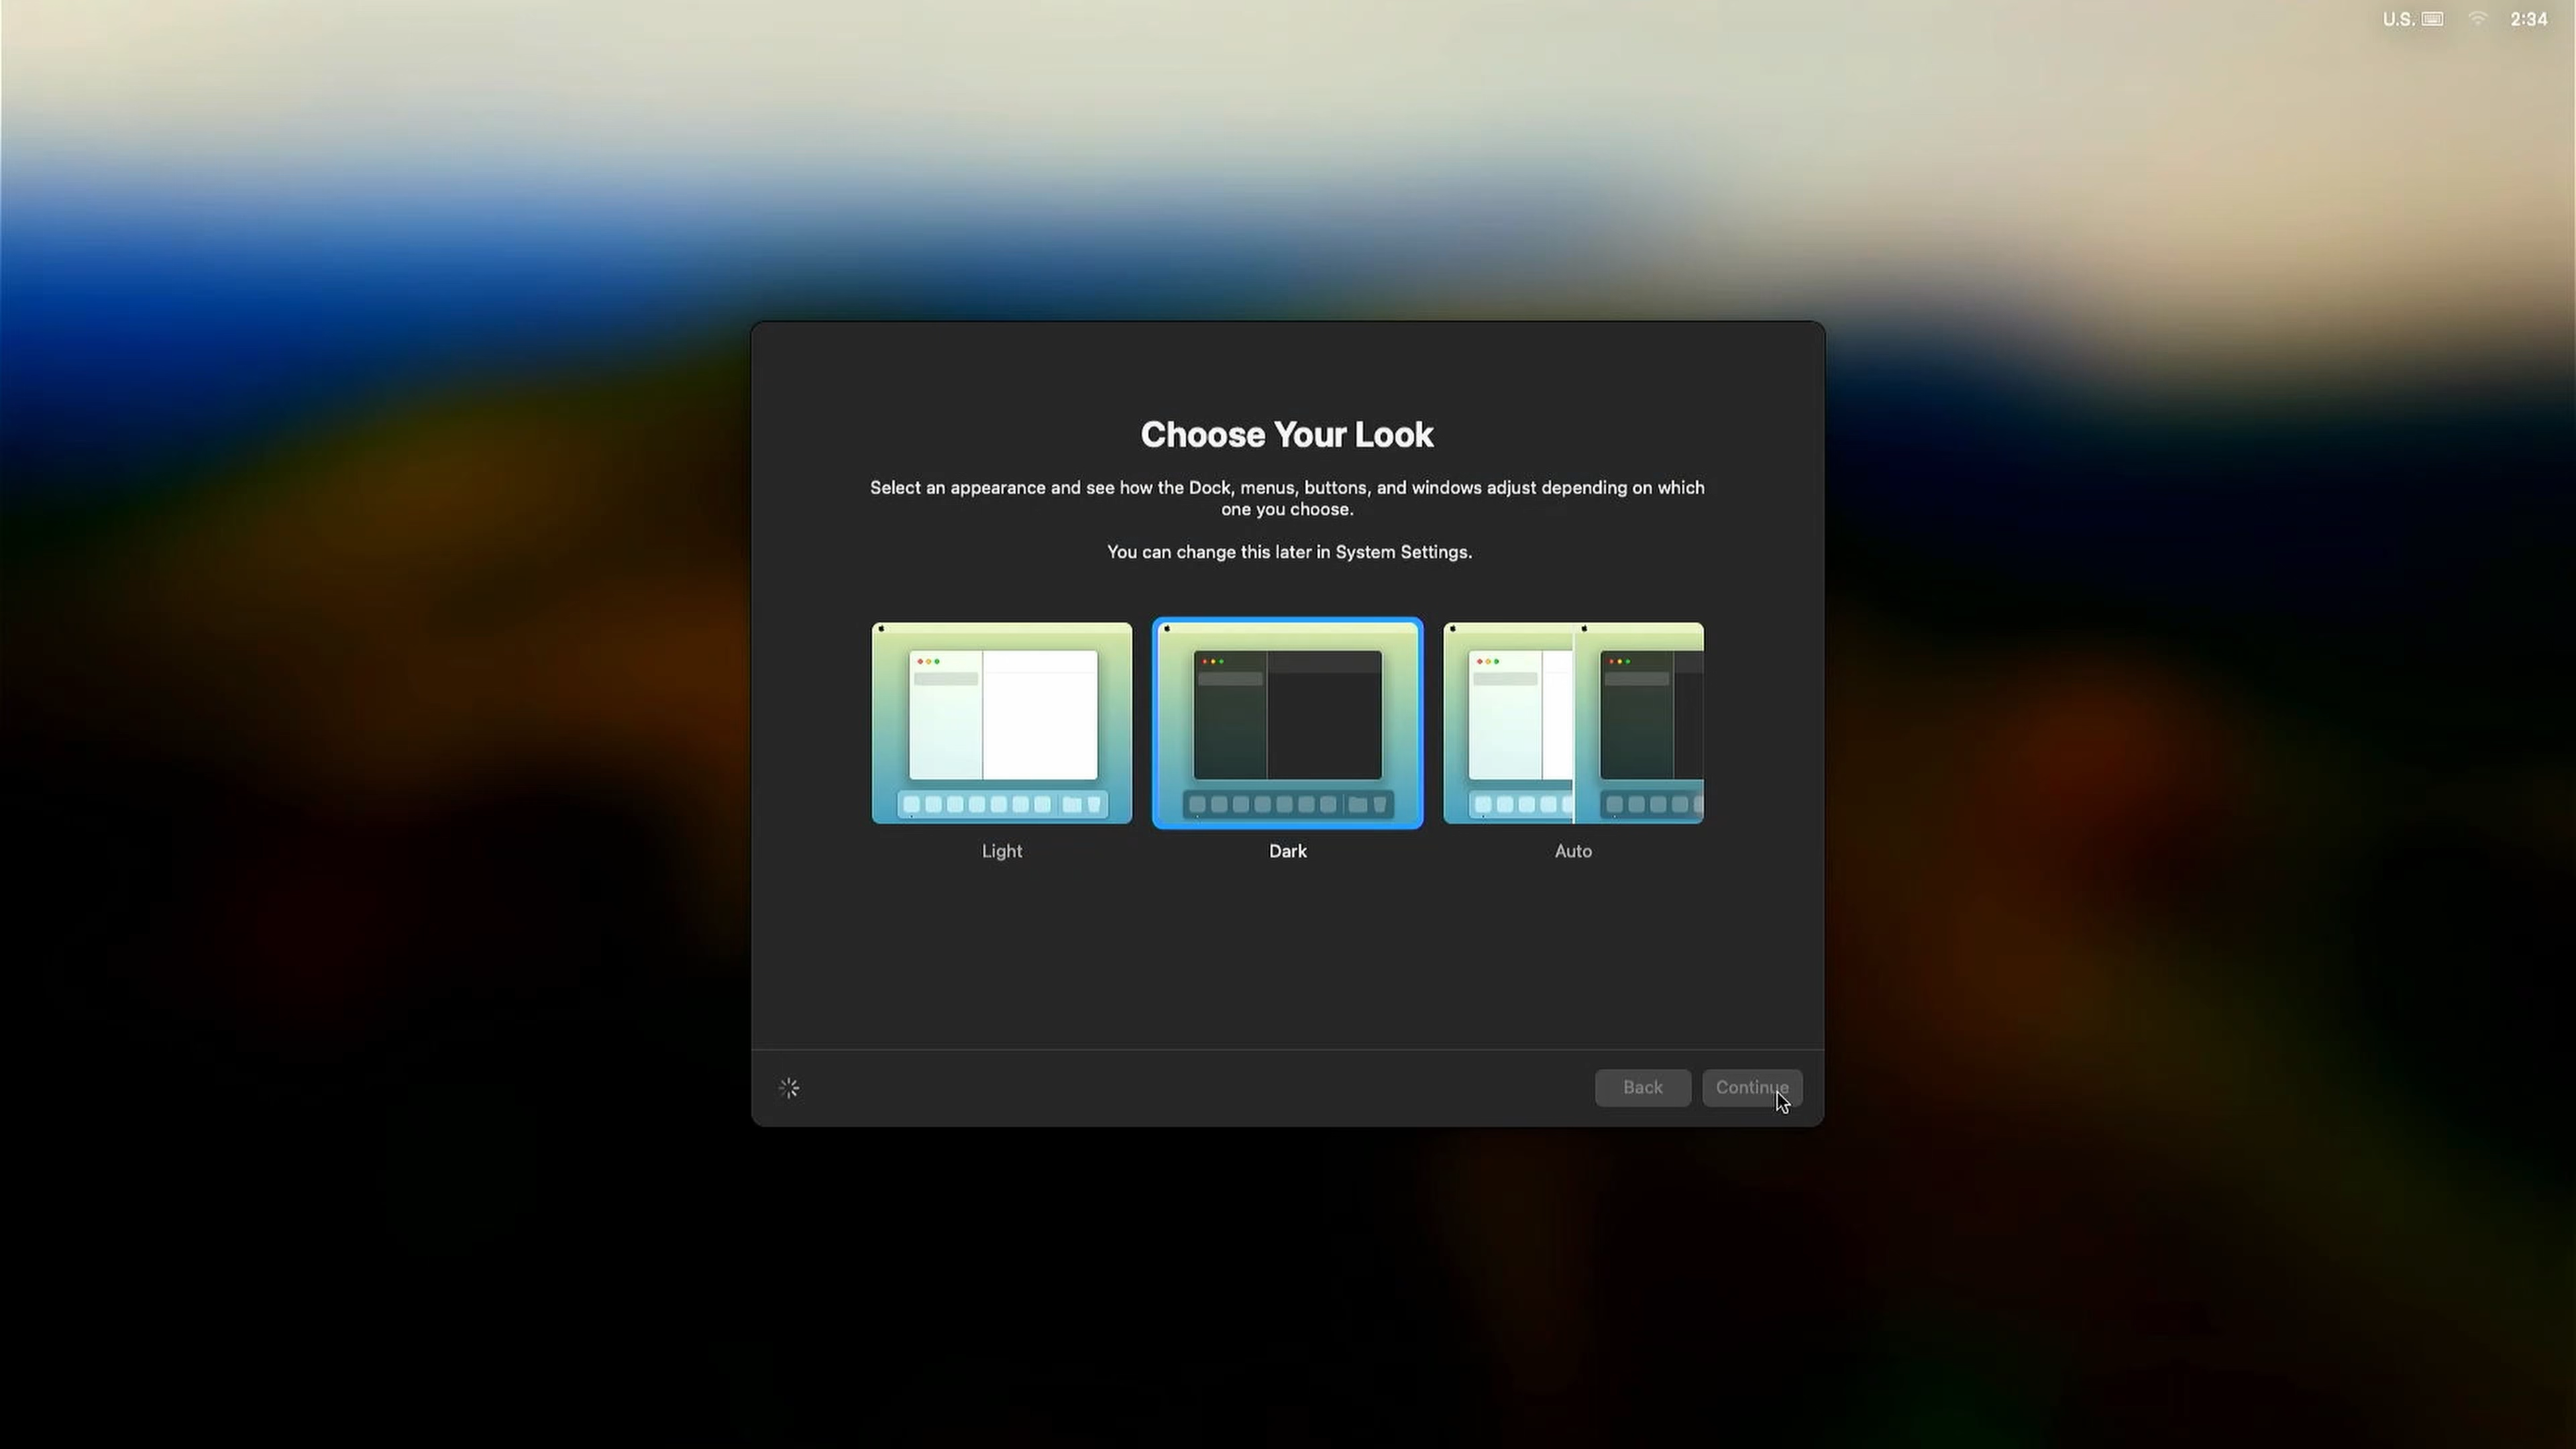 U.S. 2:34
Choose Your Look
Select an appearance and see how the Dock, menus, buttons, and windows adjust depending on which
one you choose.
You can change this later in System Settings.
Light Dark Auto
Back Continue